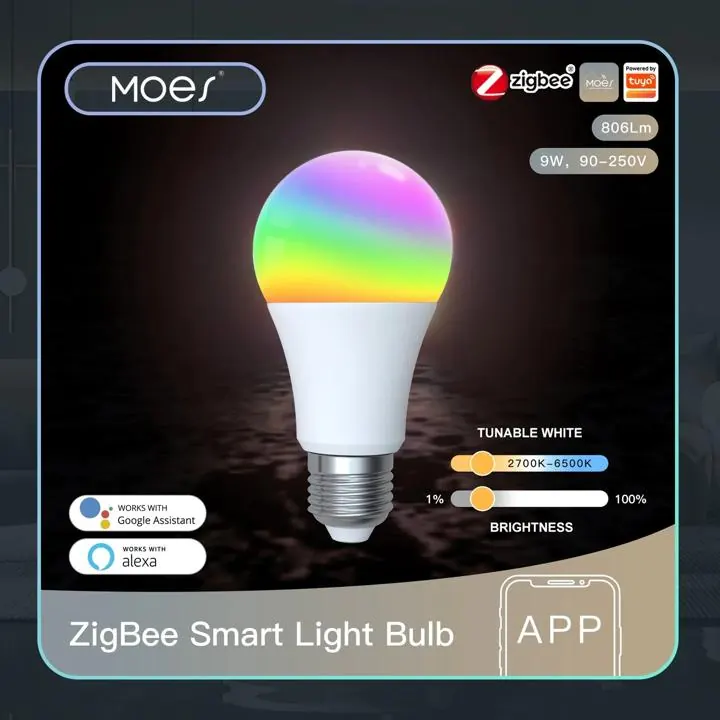 MOES®
zigbee®
MOES
Powered by
tuya
806Lm
9W, 90-250V
TUNABLE WHITE
2700K-6500K
1% 100%
BRIGHTNESS
WORKS WITH
Google Assistant
WORKS WITH
alexa
ZigBee Smart Light Bulb
APP